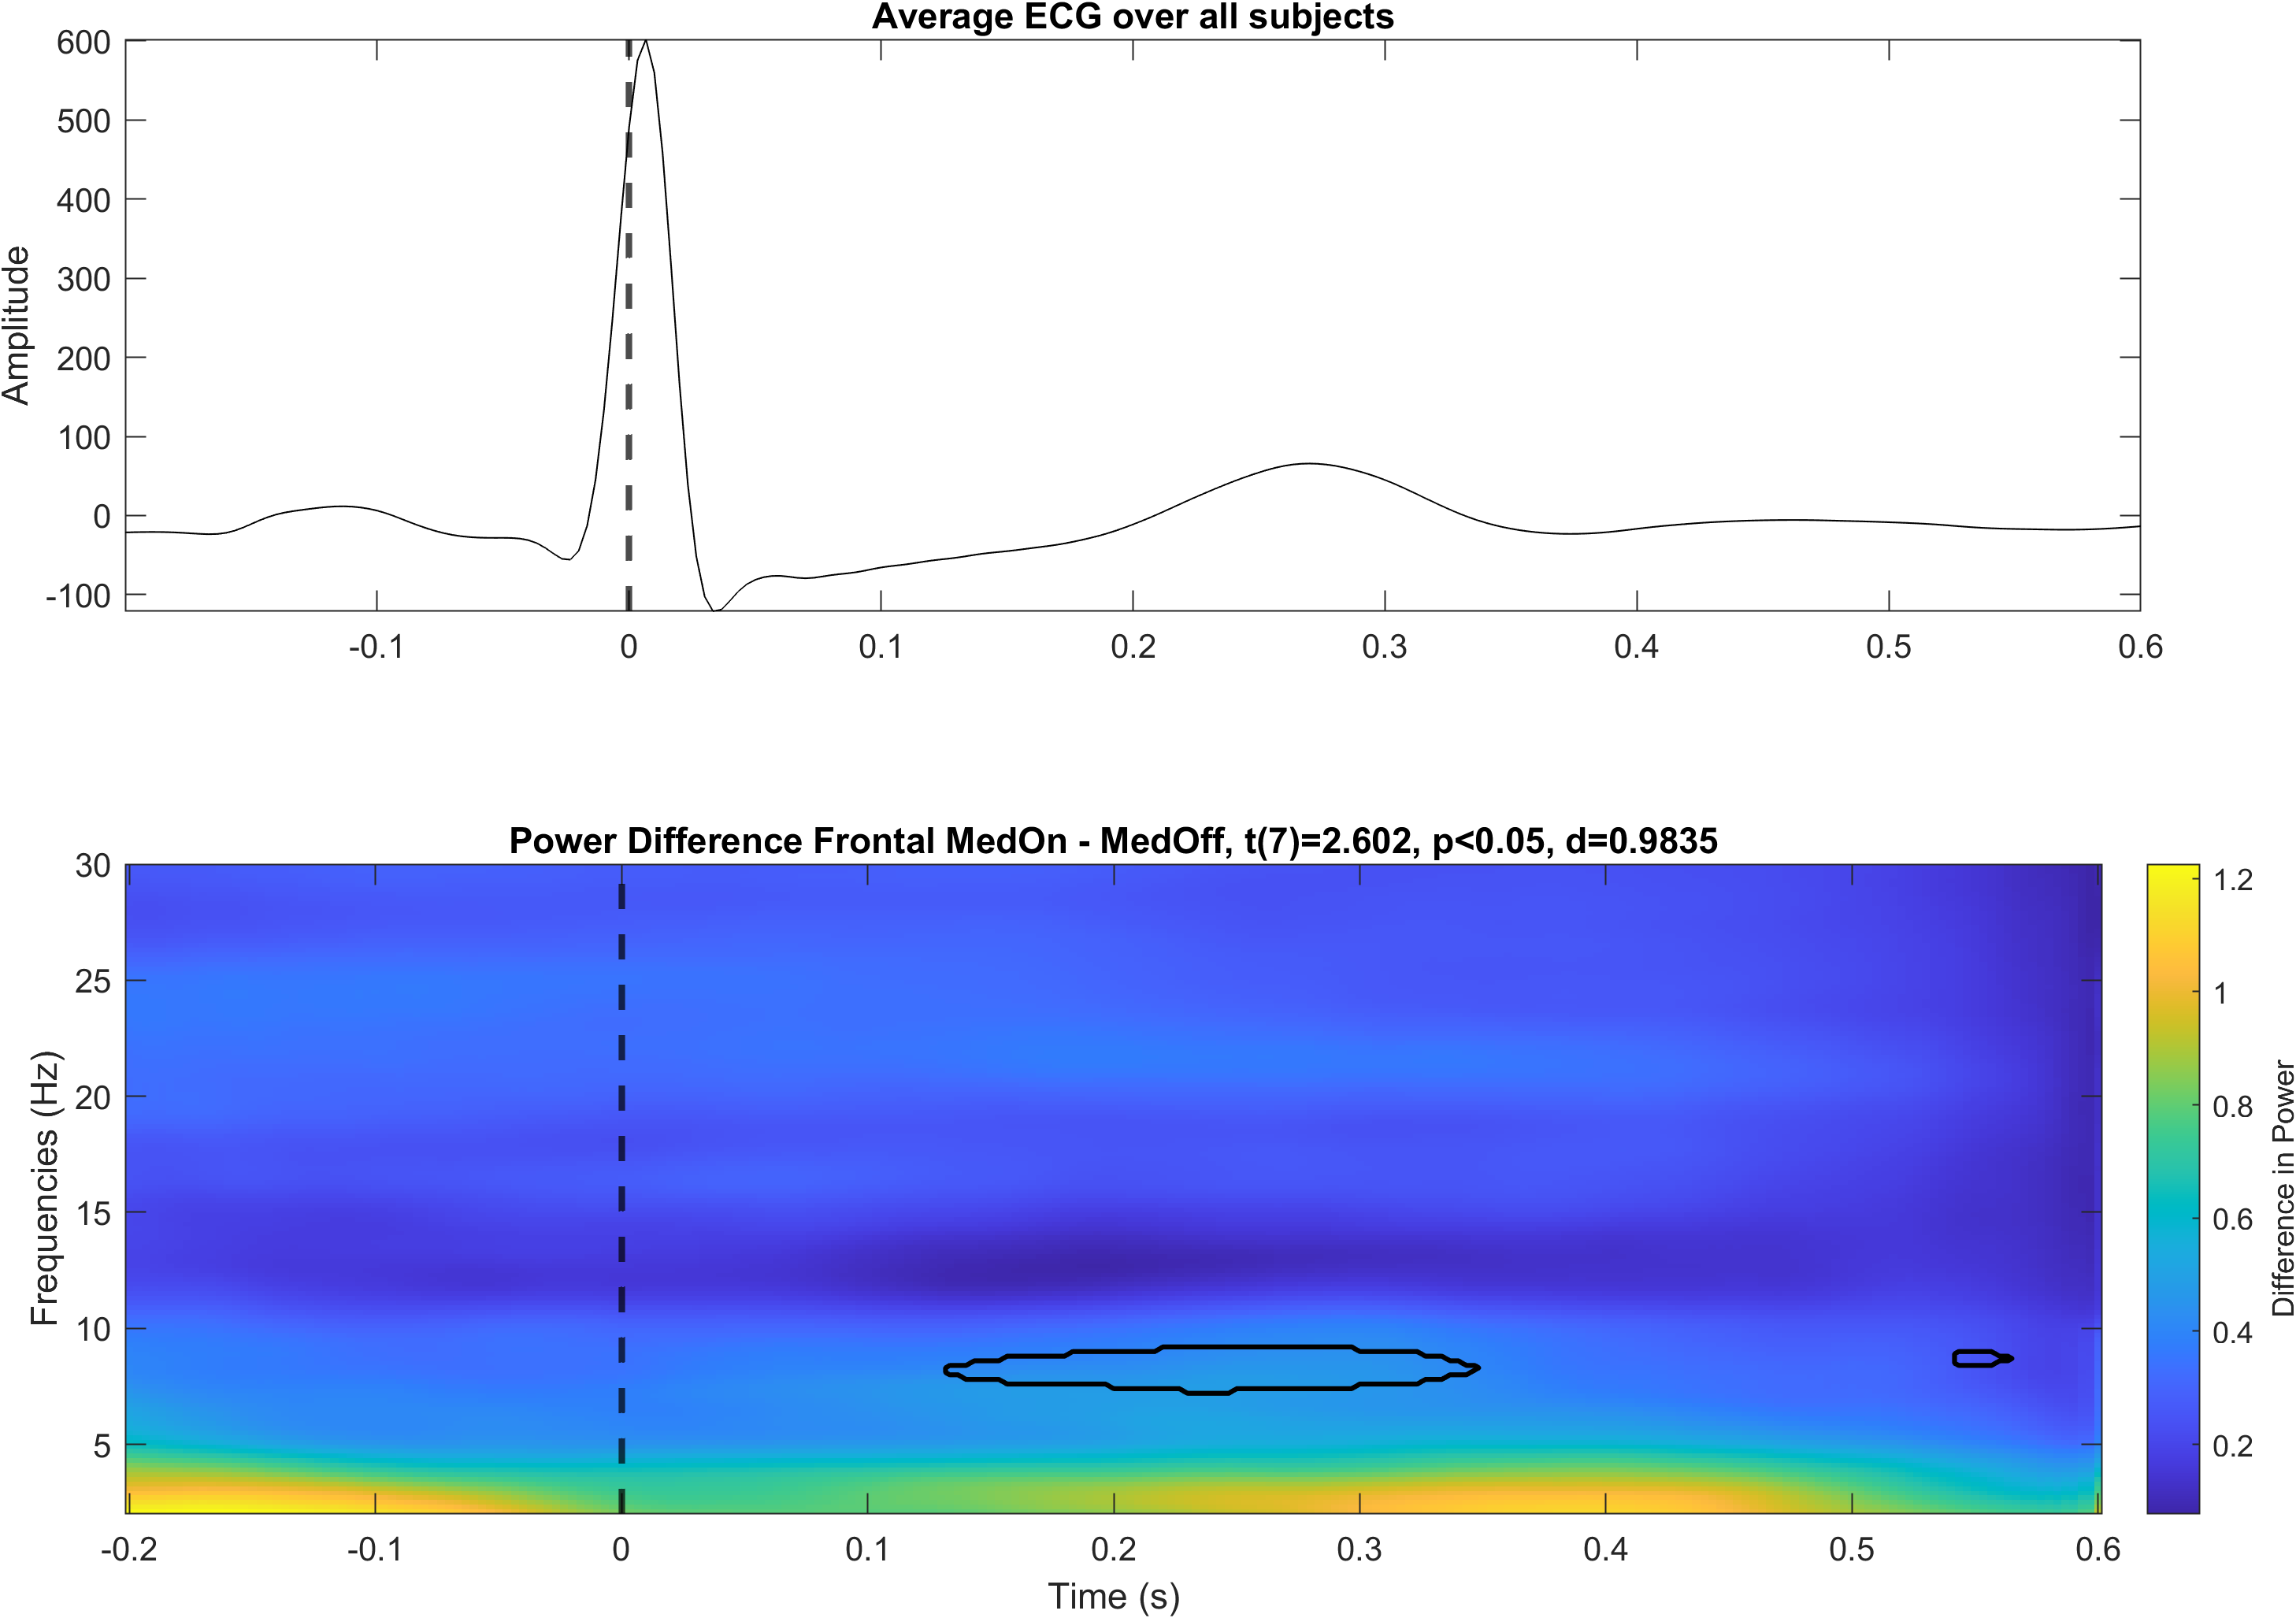 Average ECG over all subjects
600
500
400
300
200
100
0
-100
Amplitude
-0.1 0 0.1 0.2 0.3 0.4 0.5 0.6
Power Difference Frontal MedOn - MedOff, t(7)=2.602, p<0.05, d=0.9835
30
25
20
15
10
5
Frequencies (Hz)
-0.2 -0.1 0 0.1 0.2 0.3 0.4 0.5 0.6
Time (s)
1.2
1
0.8
0.6
0.4
0.2
Difference in Power